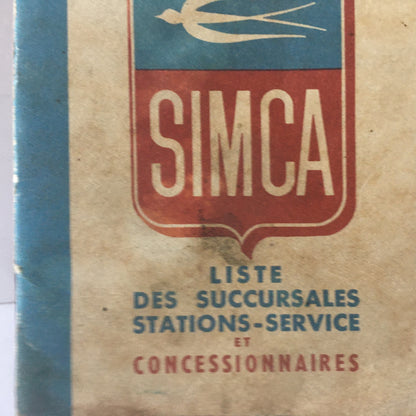 SIMCA
LISTE
DES SUCCURSALES
STATIONS-SERVICE
ET
CONCESSIONNAIRES